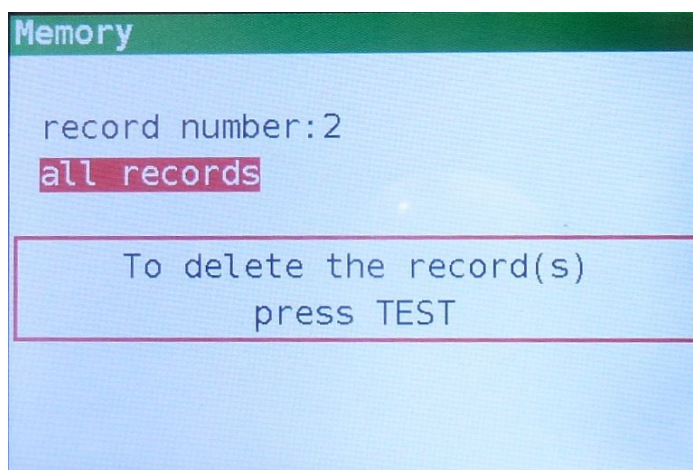 Memory
record number:2
all records
To delete the record(s)
press TEST